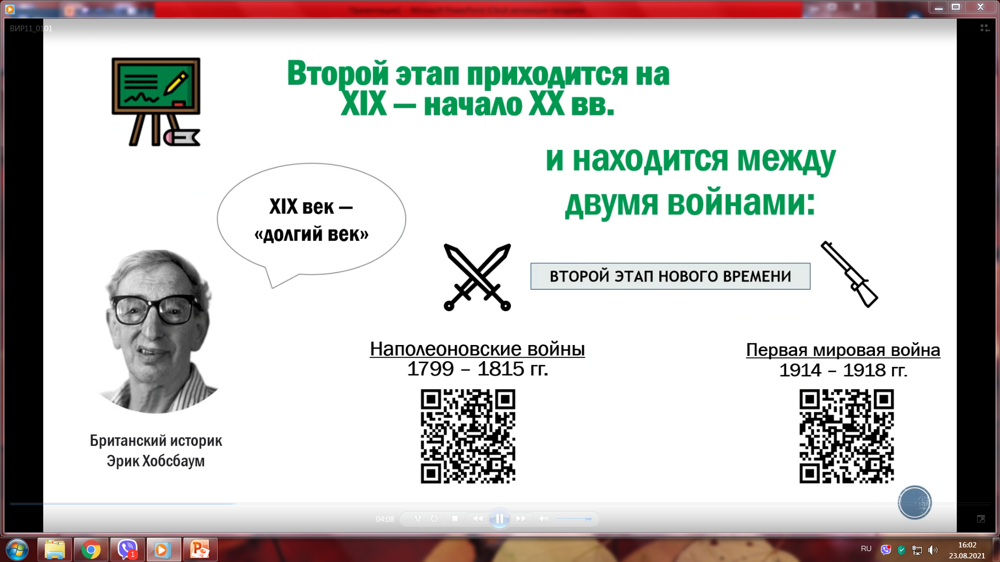 ВИР11_0101
Второй этап приходится на
XIX — начало XX вв.
и находится между
двумя войнами:
XIX век —
«долгий век»
ВТОРОЙ ЭТАП НОВОГО ВРЕМЕНИ
Наполеоновские войны
1799 – 1815 гг.
Первая мировая война
1914 – 1918 гг.
Британский историк
Эрик Хобсбаум
04:08
1
RU
16:02
23.08.2021